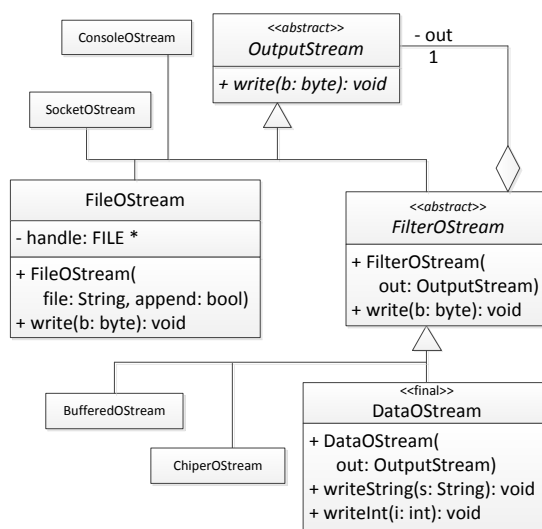 ConsoleOStream
<<abstract>>
OutputStream
+ write(b: byte): void
- out
1
SocketOStream
FileOStream
- handle: FILE *
+ FileOStream(
file: String, append: bool)
+ write(b: byte): void
<<abstract>>
FilterOStream
+ FilterOStream(
out: OutputStream)
+ write(b: byte): void
BufferedOStream
ChiperOStream
<<final>>
DataOStream
+ DataOStream(
out: OutputStream)
+ writeString(s: String): void
+ writeInt(i: int): void